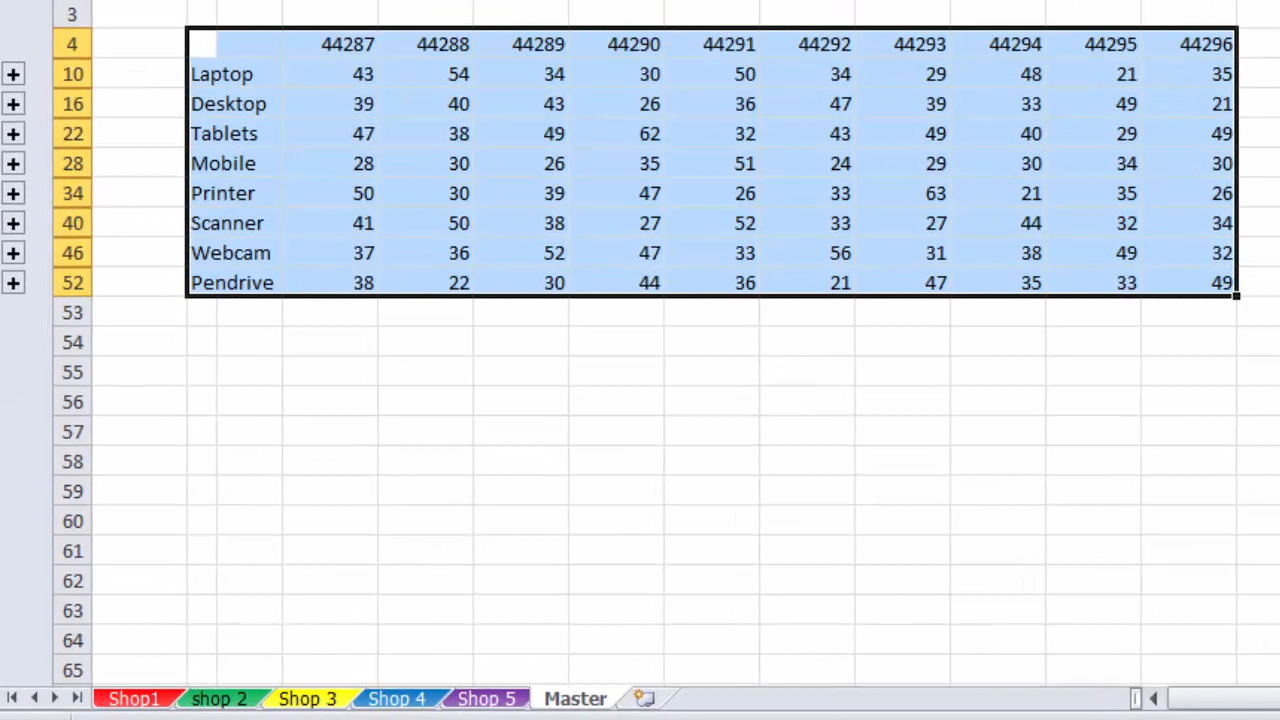 3
4 44287 44288 44289 44290 44291 44292 44293 44294 44295 44296
10 Laptop 43 54 34 30 50 34 29 48 21 35
16 Desktop 39 40 43 26 36 47 39 33 49 21
22 Tablets 47 38 49 62 32 43 49 40 29 49
28 Mobile 28 30 26 35 51 24 29 30 34 30
34 Printer 50 30 39 47 26 33 63 21 35 26
40 Scanner 41 50 38 27 52 33 27 44 32 34
46 Webcam 37 36 52 47 33 56 31 38 49 32
52 Pendrive 38 22 30 44 36 21 47 35 33 49
53
54
55
56
57
58
59
60
61
62
63
64
65
Shop1 shop 2 Shop 3 Shop 4 Shop 5 Master